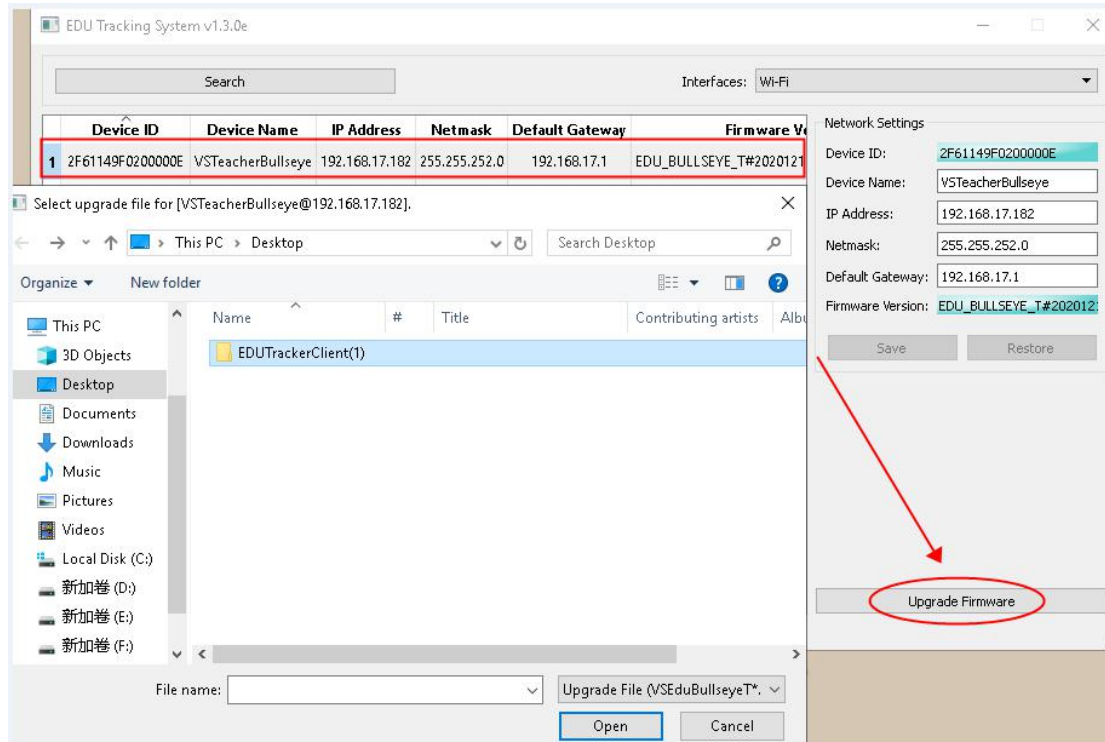 EDU Tracking System v1.3.0e
Search
Interfaces: Wi-Fi
Device ID Device Name IP Address Netmask Default Gateway Firmware Ve
1 2F61149F0200000E VSTeacherBullseye 192.168.17.182 255.255.252.0 192.168.17.1 EDU_BULLSEYE_T#2020121
Network Settings
Device ID: 2F61149F0200000E
Device Name: VSTeacherBullseye
IP Address: 192.168.17.182
Netmask: 255.255.252.0
Default Gateway: 192.168.17.1
Firmware Version: EDU_BULLSEYE_T#202012
Save Restore
Upgrade Firmware
Select upgrade file for [VSTeacherBullseye@192.168.17.182].
This PC > Desktop
Search Desktop
Organize New folder
Name # Title Contributing artists Albu
This PC
3D Objects
Desktop
Documents
Downloads
Music
Pictures
Videos
Local Disk (C:)
新加卷 (D:)
新加卷 (E:)
新加卷 (F:)
EDUTrackerClient(1)
File name:
Upgrade File (VSEduBullseyeT*.
Open Cancel